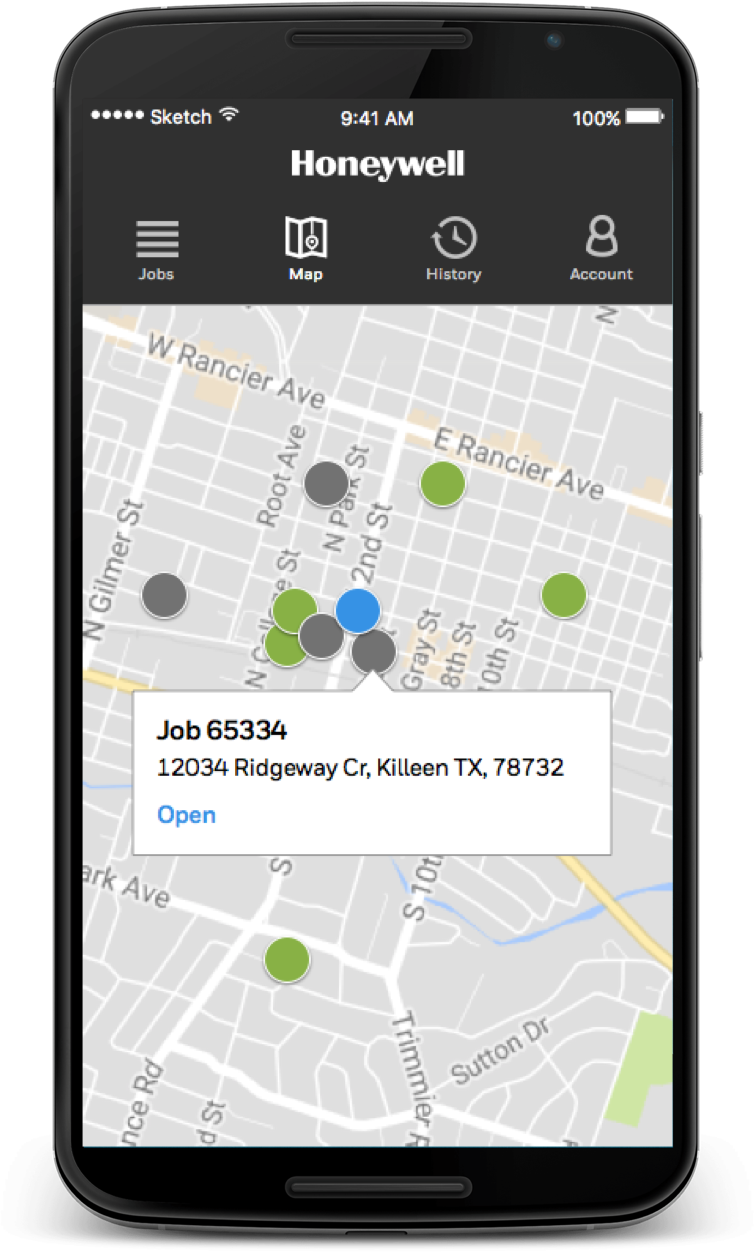 Sketch
9:41 AM
100%
Honeywell
Jobs
Map
History
Account
N
W Rancier Ave
E Rancier Ave
Root Ave
N Park St
2nd St
N Gilmer St
N College St
Gray St
8th St
10th St
Job 65334
12034 Ridgeway Cr, Killeen TX, 78732
Open
S
S 10th
ark Ave
Trimmier
Sutton Dr
nce Rd
d St